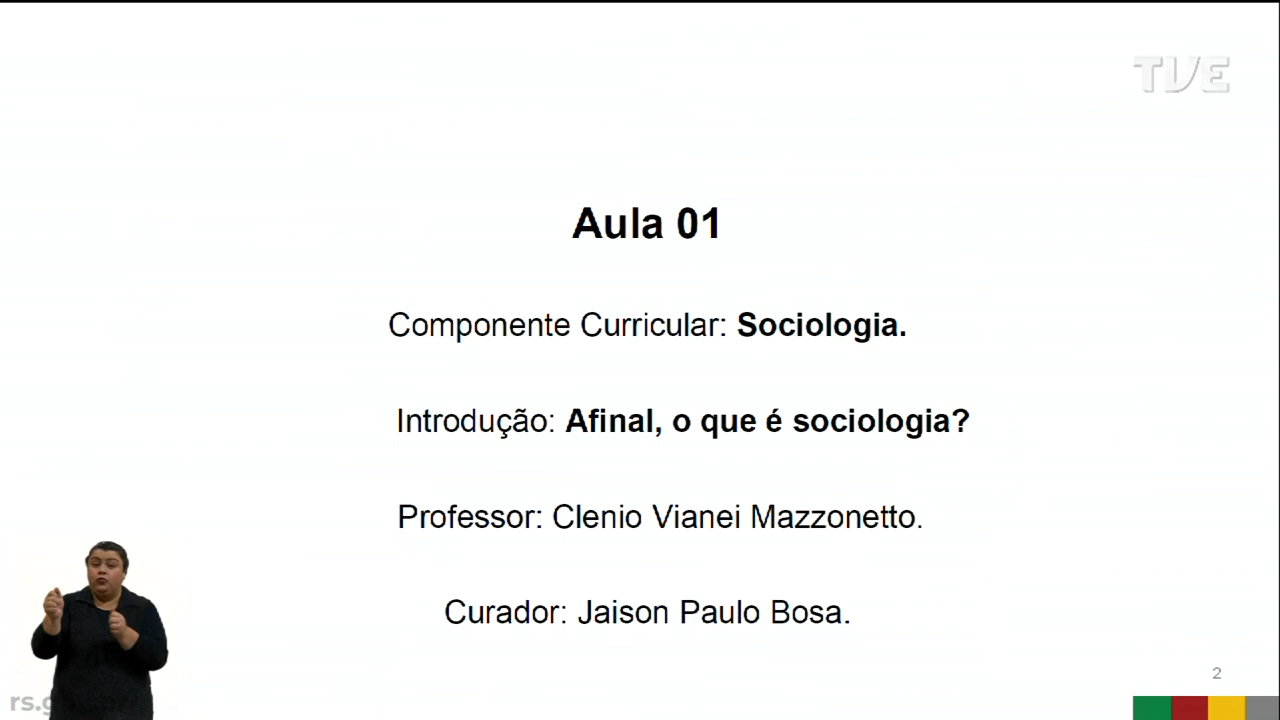 TVE
Aula 01
Componente Curricular: Sociologia.
Introdução: Afinal, o que é sociologia?
Professor: Clenio Vianei Mazzonetto.
Curador: Jaison Paulo Bosa.
2